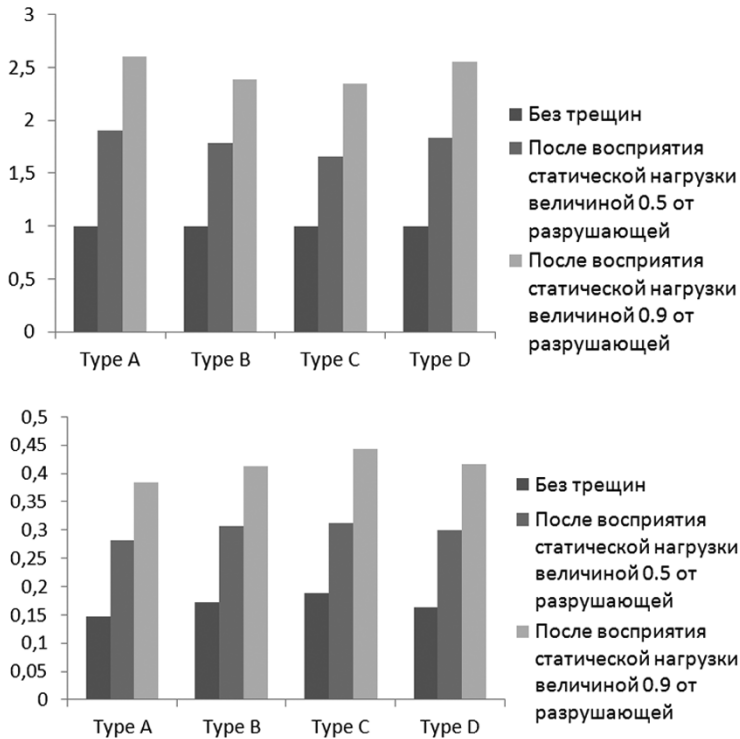 3
2,5
2
1,5
1
0,5
0
Type A
Type B
Type C
Type D
Без трещин
После восприятия
статической нагрузки
величиной 0.5 от
разрушающей
После восприятия
статической нагрузки
величиной 0.9 от
разрушающей
0,5
0,45
0,4
0,35
0,3
0,25
0,2
0,15
0,1
0,05
0
Type A
Type B
Type C
Type D
Без трещин
После восприятия
статической нагрузки
величиной 0.5 от
разрушающей
После восприятия
статической нагрузки
величиной 0.9 от
разрушающей